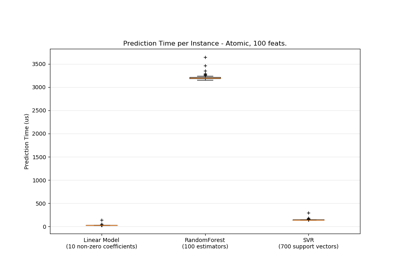 Prediction Time per Instance - Atomic, 100 feats.
Prediction Time (us)
3500
3000
2500
2000
1500
1000
500
0
Linear Model
(10 non-zero coefficients)
RandomForest
(100 estimators)
SVR
(700 support vectors)